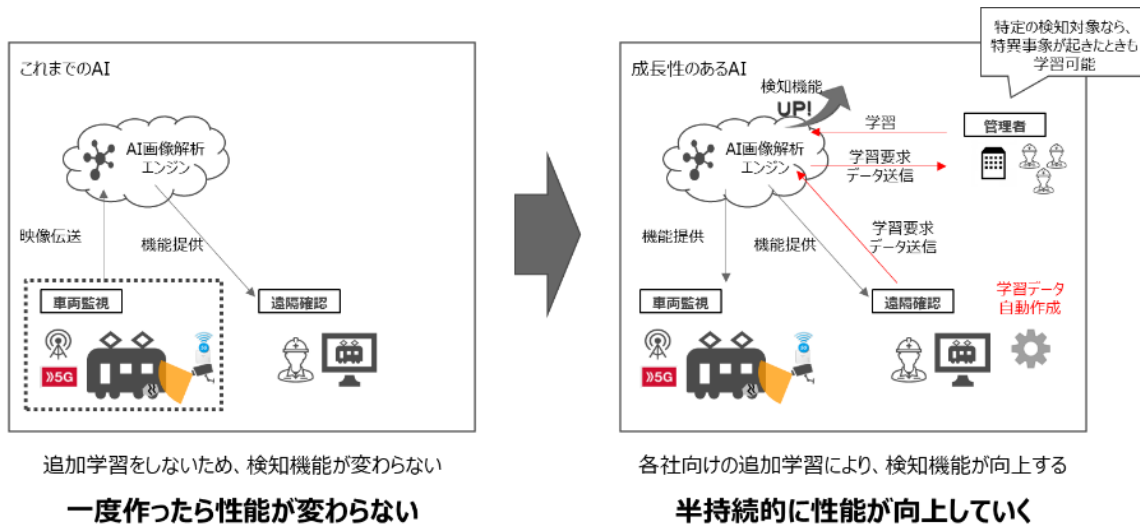 これまでのAI
AI画像解析
エンジン
映像伝送
機能提供
車両監視
遠隔確認
5G
追加学習をしないため、検知機能が変わらない
一度作ったら性能が変わらない
特定の検知対象なら、
特異事象が起きたときも
学習可能
成長性のあるAI
検知機能
UP!
学習
管理者
AI画像解析
エンジン
学習要求
データ送信
機能提供
機能提供
学習要求
データ送信
車両監視
遠隔確認
学習データ
自動作成
5G
各社向けの追加学習により、検知機能が向上する
半持続的に性能が向上していく